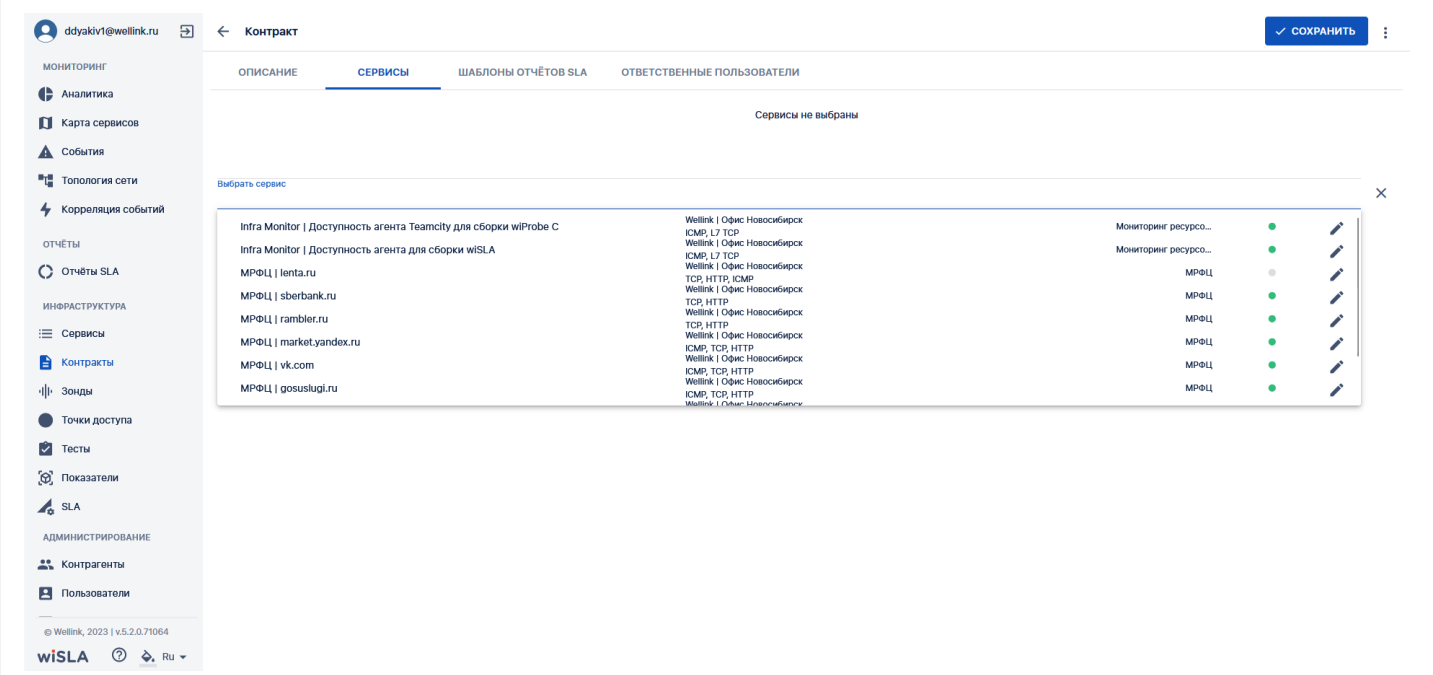 ddyakiv1@wellink.ru
МОНИТОРИНГ
Аналитика
Карта сервисов
События
Топология сети
Корреляция событий
ОТЧЁТЫ
Отчёты SLA
ИНФРАСТРУКТУРА
Сервисы
Контракты
Зонды
Точки доступа
Тесты
Показатели
SLA
АДМИНИСТРИРОВАНИЕ
Контрагенты
Пользователи
© Wellink, 2023 | v.5.2.0.71064
wiSLA
Ru
Контракт
СОХРАНИТЬ
ОПИСАНИЕ СЕРВИСЫ ШАБЛОНЫ ОТЧЁТОВ SLA ОТВЕТСТВЕННЫЕ ПОЛЬЗОВАТЕЛИ
Сервисы не выбраны
Выбрать сервис
Infra Monitor | Доступность агента Teamcity для сборки wiProbe C
Wellink | Офис Новосибирск
ICMP, L7 TCP
Мониторинг ресурсо...
Infra Monitor | Доступность агента для сборки wiSLA
Wellink | Офис Новосибирск
ICMP, L7 TCP
Мониторинг ресурсо...
МРФЦ | lenta.ru
Wellink | Офис Новосибирск
TCP, HTTP, ICMP
МРФЦ
МРФЦ | sberbank.ru
Wellink | Офис Новосибирск
TCP, HTTP
МРФЦ
МРФЦ | rambler.ru
Wellink | Офис Новосибирск
TCP, HTTP
МРФЦ
МРФЦ | market.yandex.ru
Wellink | Офис Новосибирск
ICMP, TCP, HTTP
МРФЦ
МРФЦ | vk.com
Wellink | Офис Новосибирск
ICMP, TCP, HTTP
МРФЦ
МРФЦ | gosuslugi.ru
Wellink | Офис Новосибирск
ICMP, TCP, HTTP
МРФЦ
Wellink | Офис Новосибирск